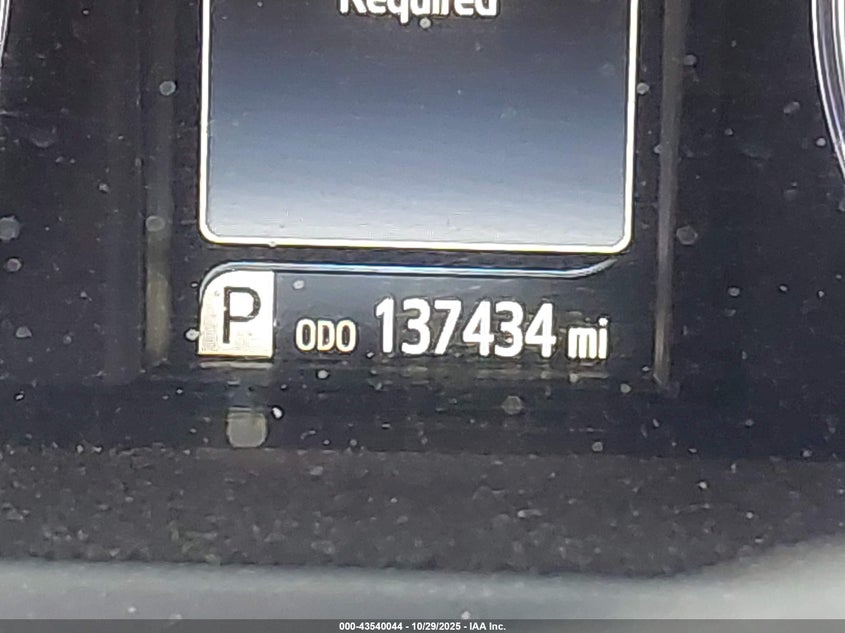 Required
P ODO 137434 mi
000-43540044 - 10/29/2025 - IAA Inc.